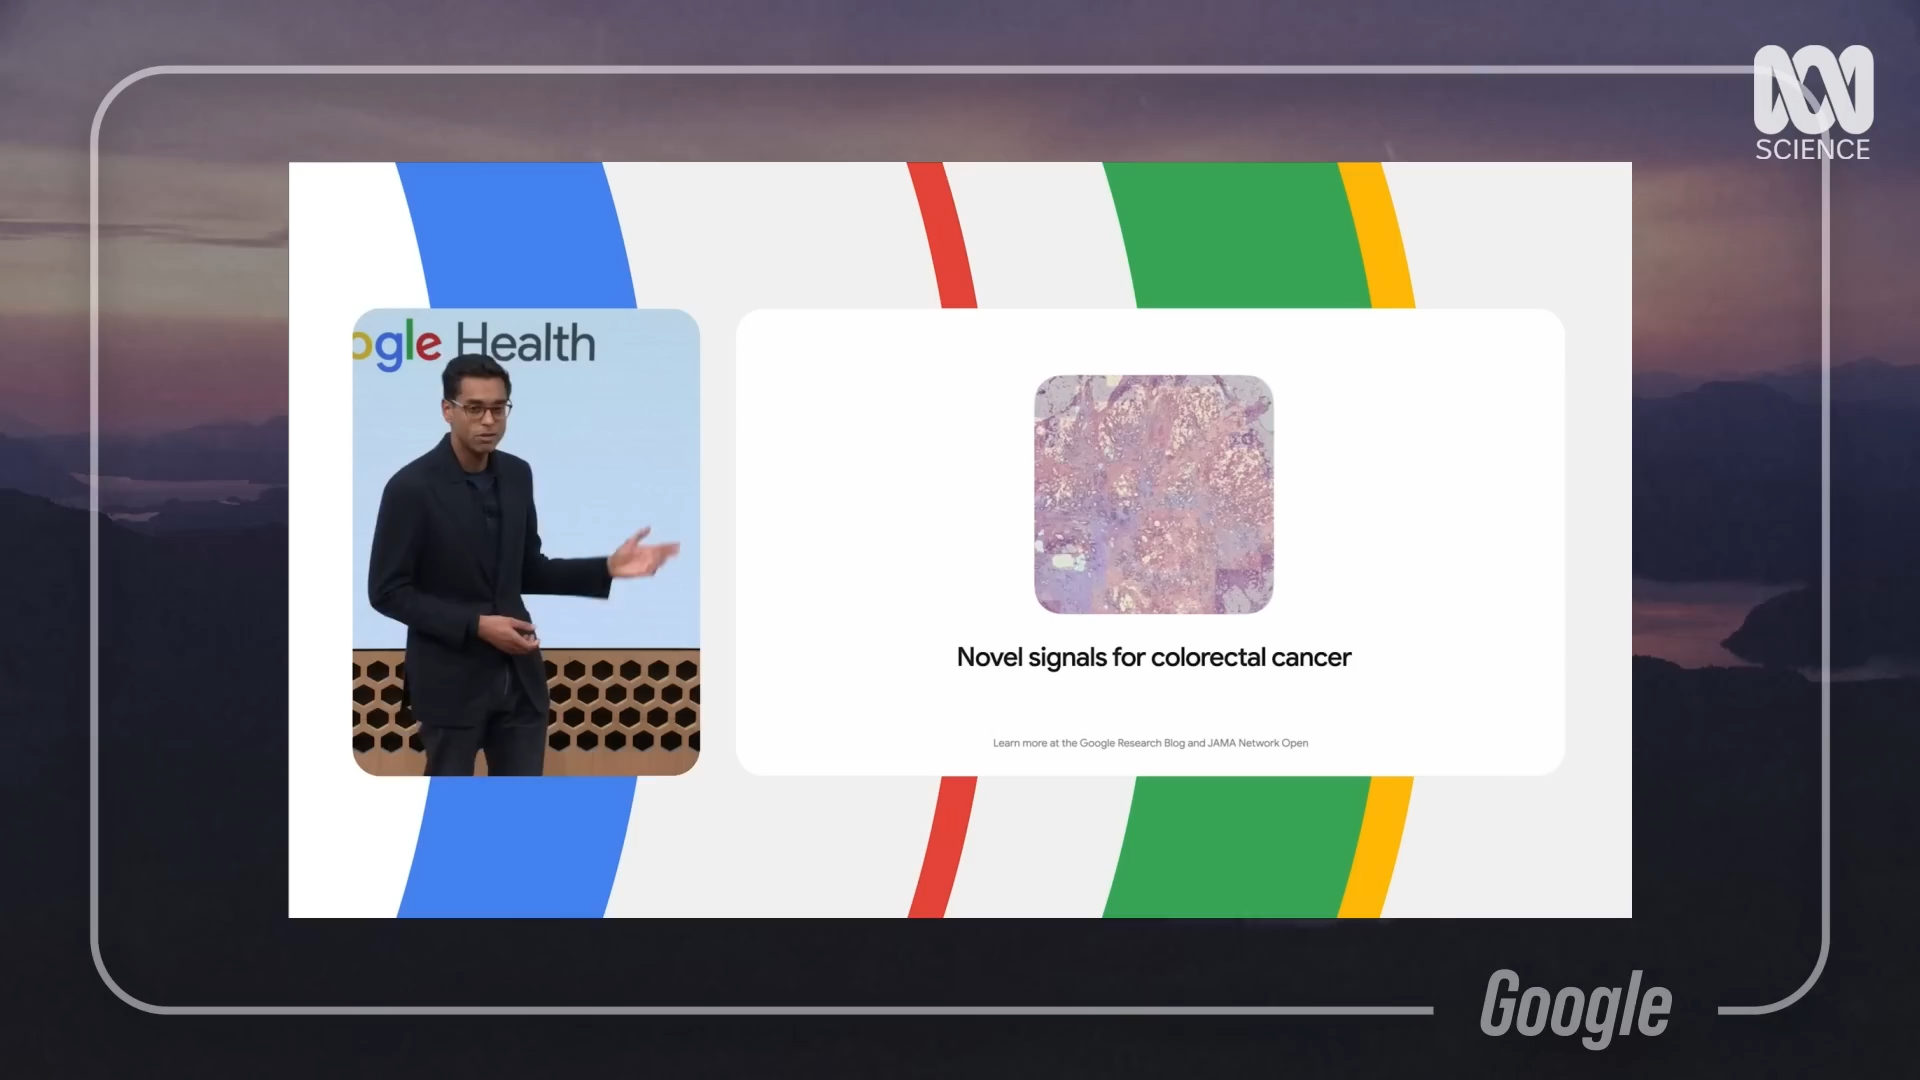 SCIENCE
ogle Health
Novel signals for colorectal cancer
Learn more at the Google Research Blog and JAMA Network Open
Google